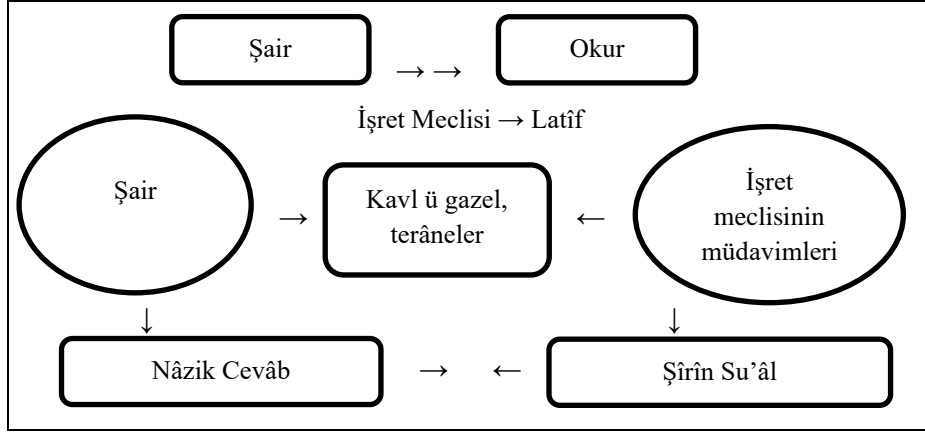 Şair
Okur
→ →
İşret Meclisi → Latîf
Şair
→
Kavl ü gazel,
terâneler
←
İşret
meclisinin
müdavimleri
↓
↓
Nâzik Cevâb
→ ←
Şîrîn Su’âl